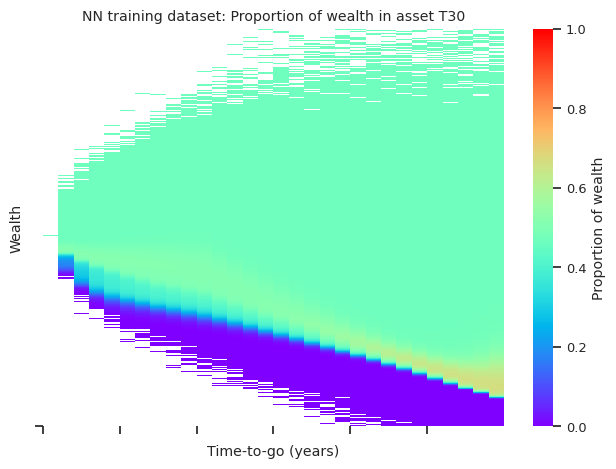 NN training dataset: Proportion of wealth in asset T30
Wealth
Time-to-go (years)
1.0
0.8
0.6
0.4
0.2
0.0
Proportion of wealth